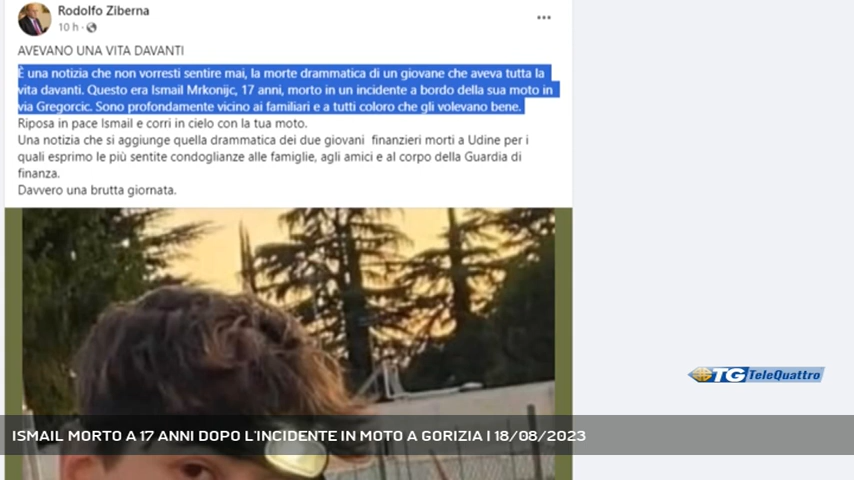 Rodolfo Ziberna
10 h ·
AVEVANO UNA VITA DAVANTI
È una notizia che non vorresti sentire mai, la morte drammatica di un giovane che aveva tutta la
vita davanti. Questo era Ismail Mrkonijc, 17 anni, morto in un incidente a bordo della sua moto in
via Gregorcic. Sono profondamente vicino ai familiari e a tutti coloro che gli volevano bene.
Riposa in pace Ismail e corri in cielo con la tua moto.
Una notizia che si aggiunge quella drammatica dei due giovani finanzieri morti a Udine per i
quali esprimo le più sentite condoglianze alle famiglie, agli amici e al corpo della Guardia di
finanza.
Davvero una brutta giornata.
TG TeleQuattro
ISMAIL MORTO A 17 ANNI DOPO L'INCIDENTE IN MOTO A GORIZIA | 18/08/2023